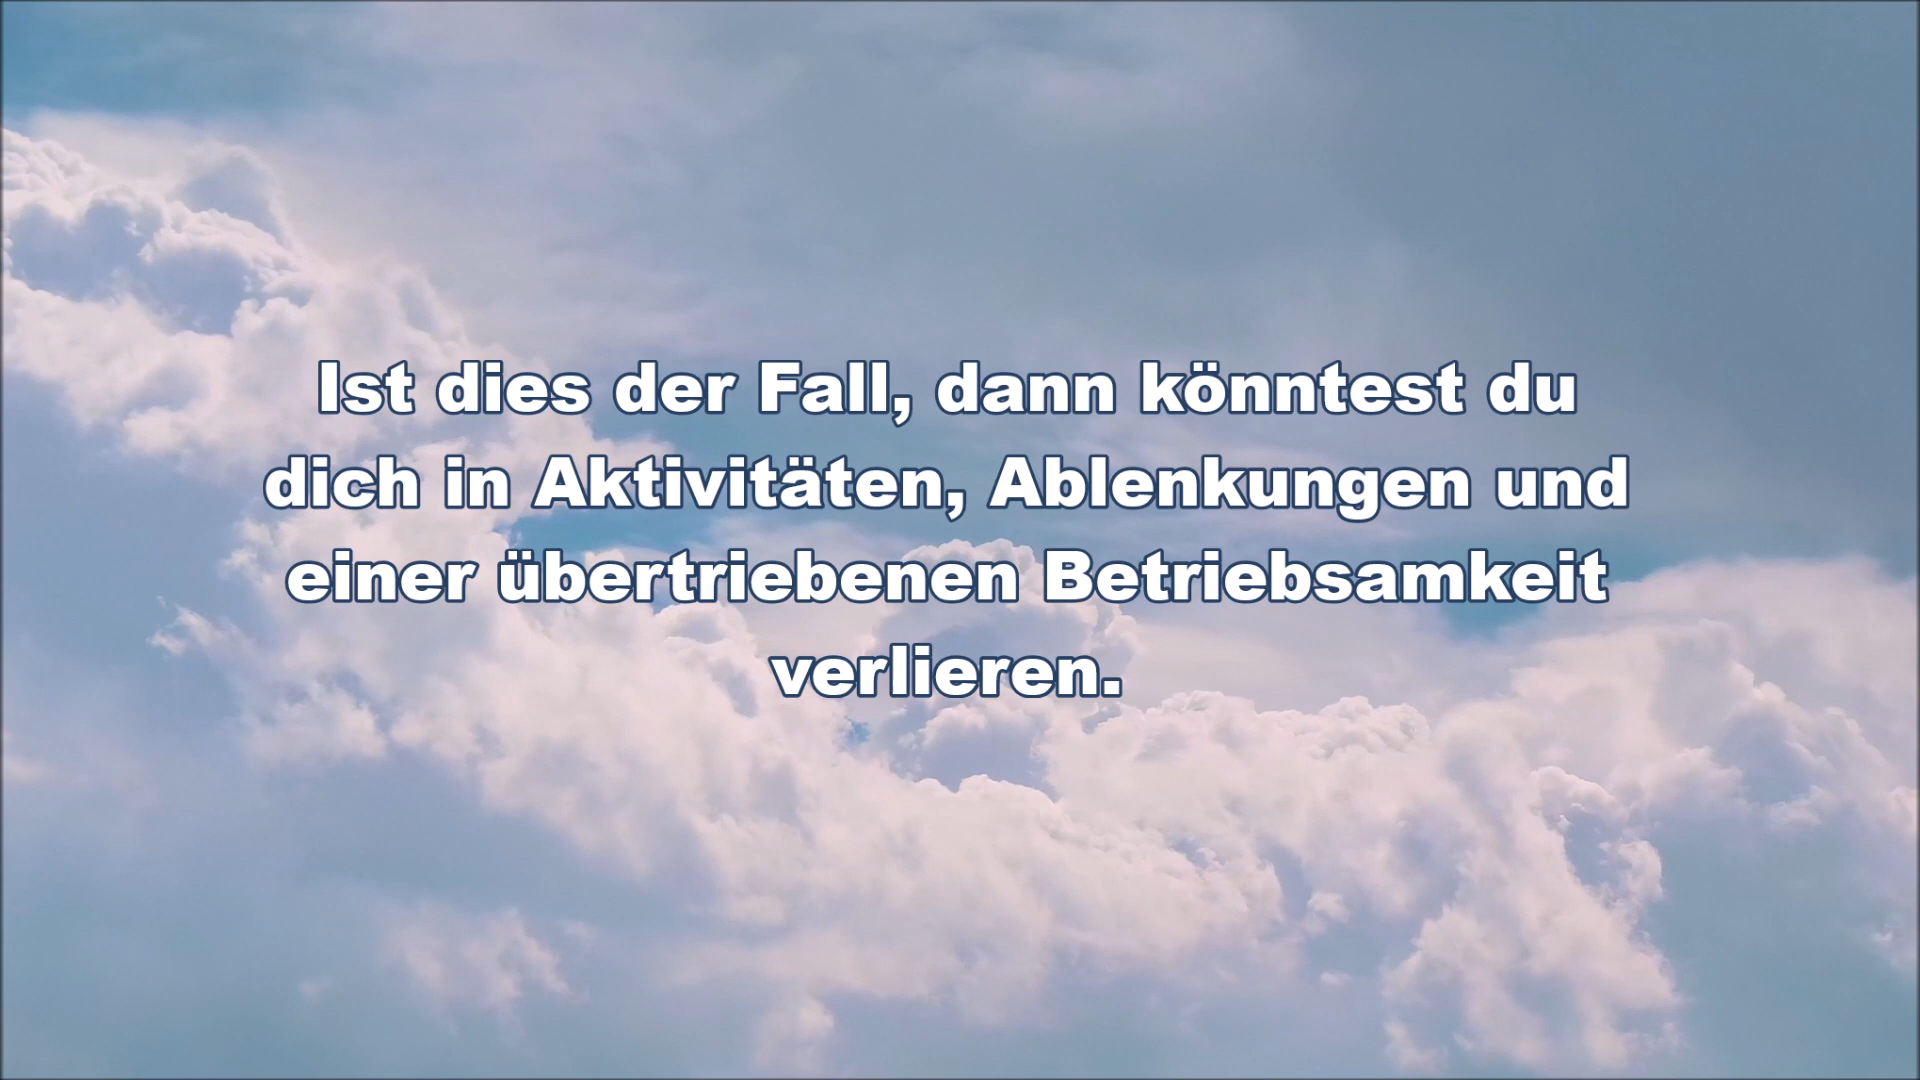 Ist dies der Fall, dann könntest du
dich in Aktivitäten, Ablenkungen und
einer übertriebenen Betriebsamkeit
verlieren.